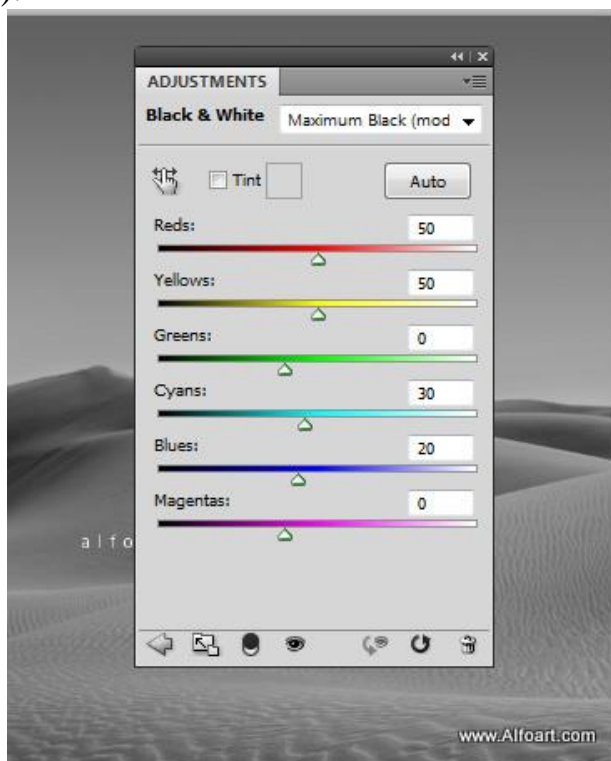 ).
ADJUSTMENTS
Black & White Maximum Black (mod
Tint Auto
Reds: 50
Yellows: 50
Greens: 0
Cyans: 30
Blues: 20
Magentas: 0
a l f o
www.Alfoart.com